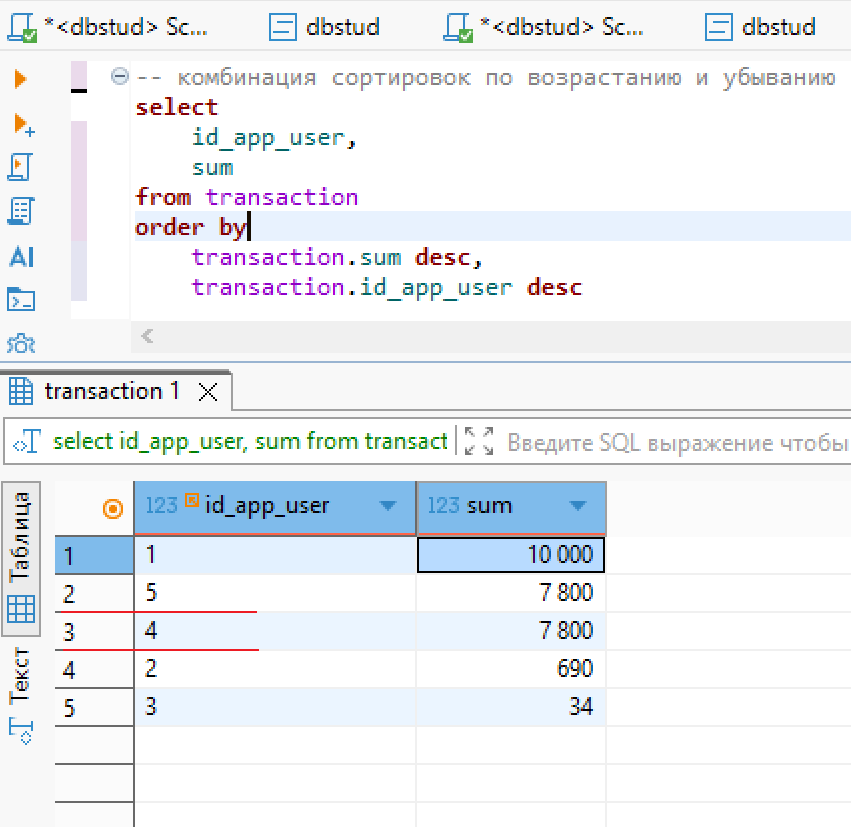 *<dbstud> Sc... dbstud *<dbstud> Sc... dbstud
-- комбинация сортировок по возрастанию и убыванию
select
id_app_user,
sum
from transaction
order by
transaction.sum desc,
transaction.id_app_user desc
AI
<
transaction 1
select id_app_user, sum from transact Введите SQL выражение чтобы
Таблица
Текст
123 id_app_user 123 sum
1 1 10 000
2 5 7 800
3 4 7 800
4 2 690
5 3 34